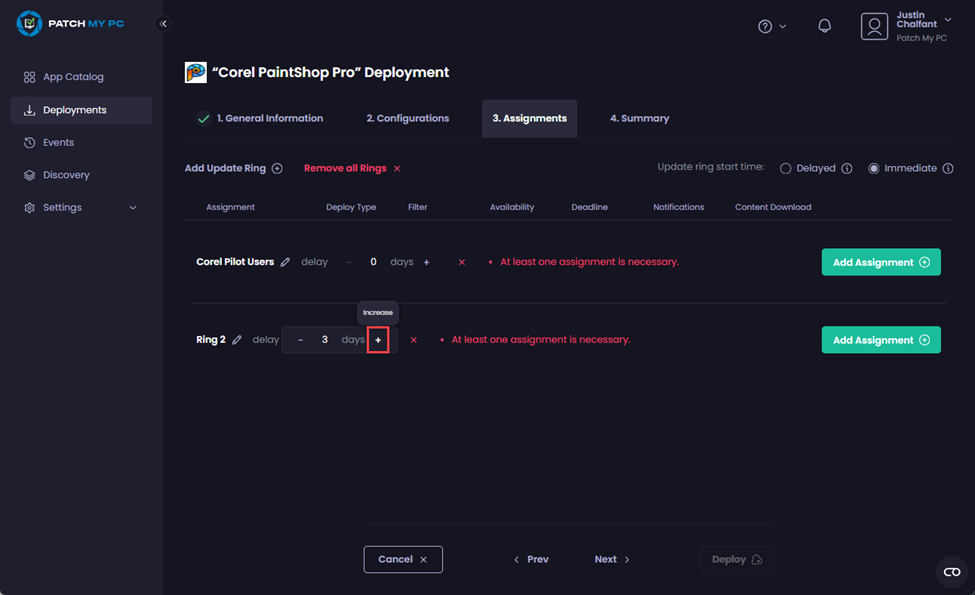 PATCH MY PC
Justin
Chalfant
Patch My PC
App Catalog
Deployments
Events
Discovery
Settings
“Corel PaintShop Pro” Deployment
1. General Information
2. Configurations
3. Assignments
4. Summary
Add Update Ring
Remove all Rings
Update ring start time:
Delayed
Immediate
Assignment
Deploy Type
Filter
Availability
Deadline
Notifications
Content Download
Corel Pilot Users delay - 0 days +
• At least one assignment is necessary.
Add Assignment
Increase
Ring 2 delay - 3 days +
• At least one assignment is necessary.
Add Assignment
Cancel
Prev
Next
Deploy